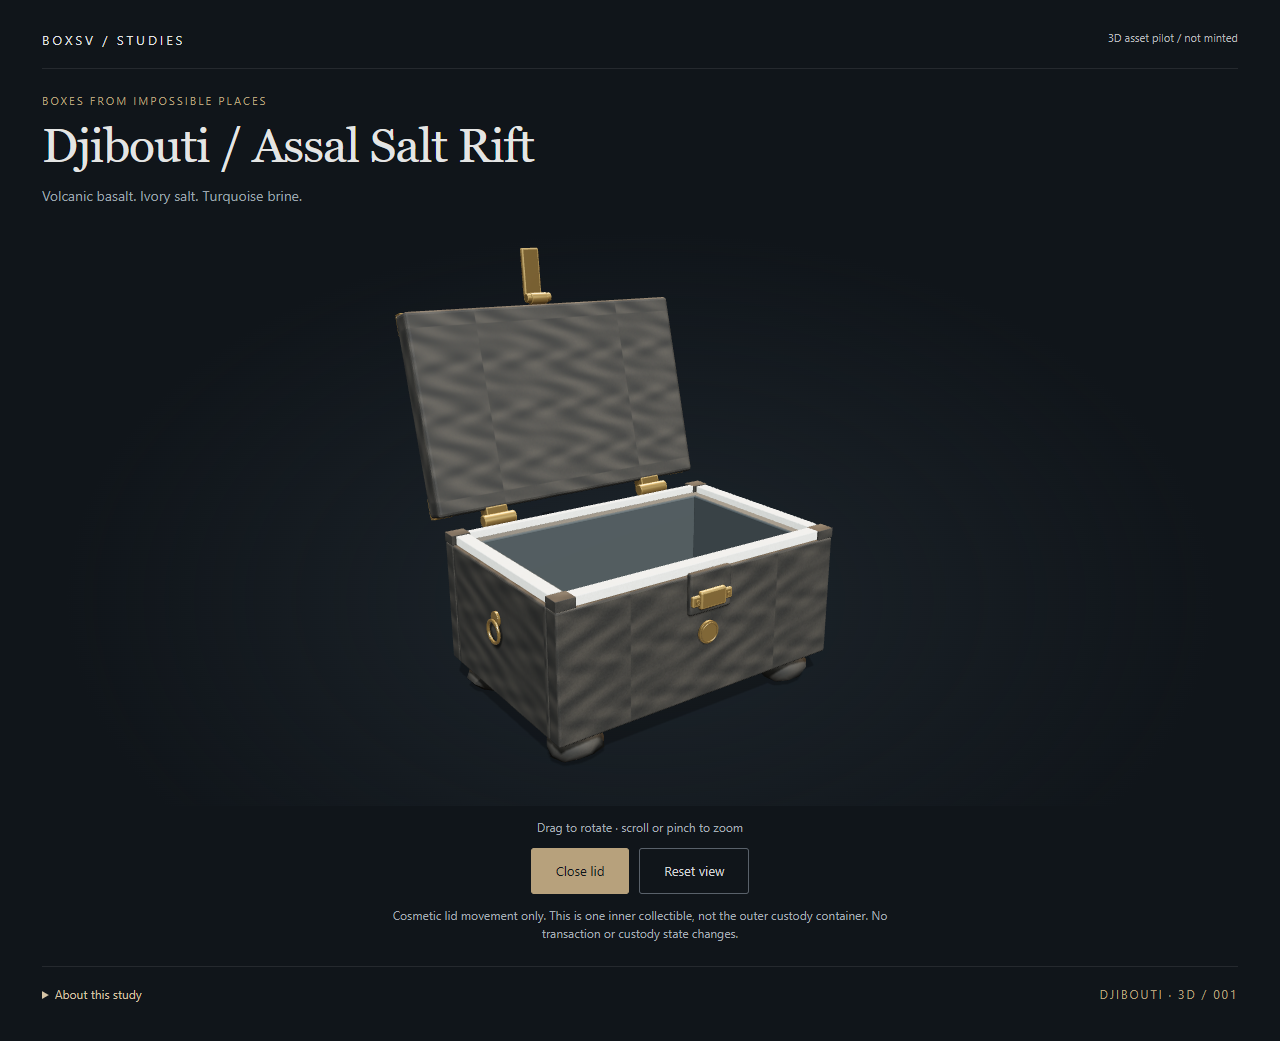 BOXSV / STUDIES
3D asset pilot / not minted
BOXES FROM IMPOSSIBLE PLACES
Djibouti / Assal Salt Rift
Volcanic basalt. Ivory salt. Turquoise brine.
Drag to rotate · scroll or pinch to zoom
Close lid
Reset view
Cosmetic lid movement only. This is one inner collectible, not the outer custody container. No
transaction or custody state changes.
About this study
DJIBOUTI · 3D / 001